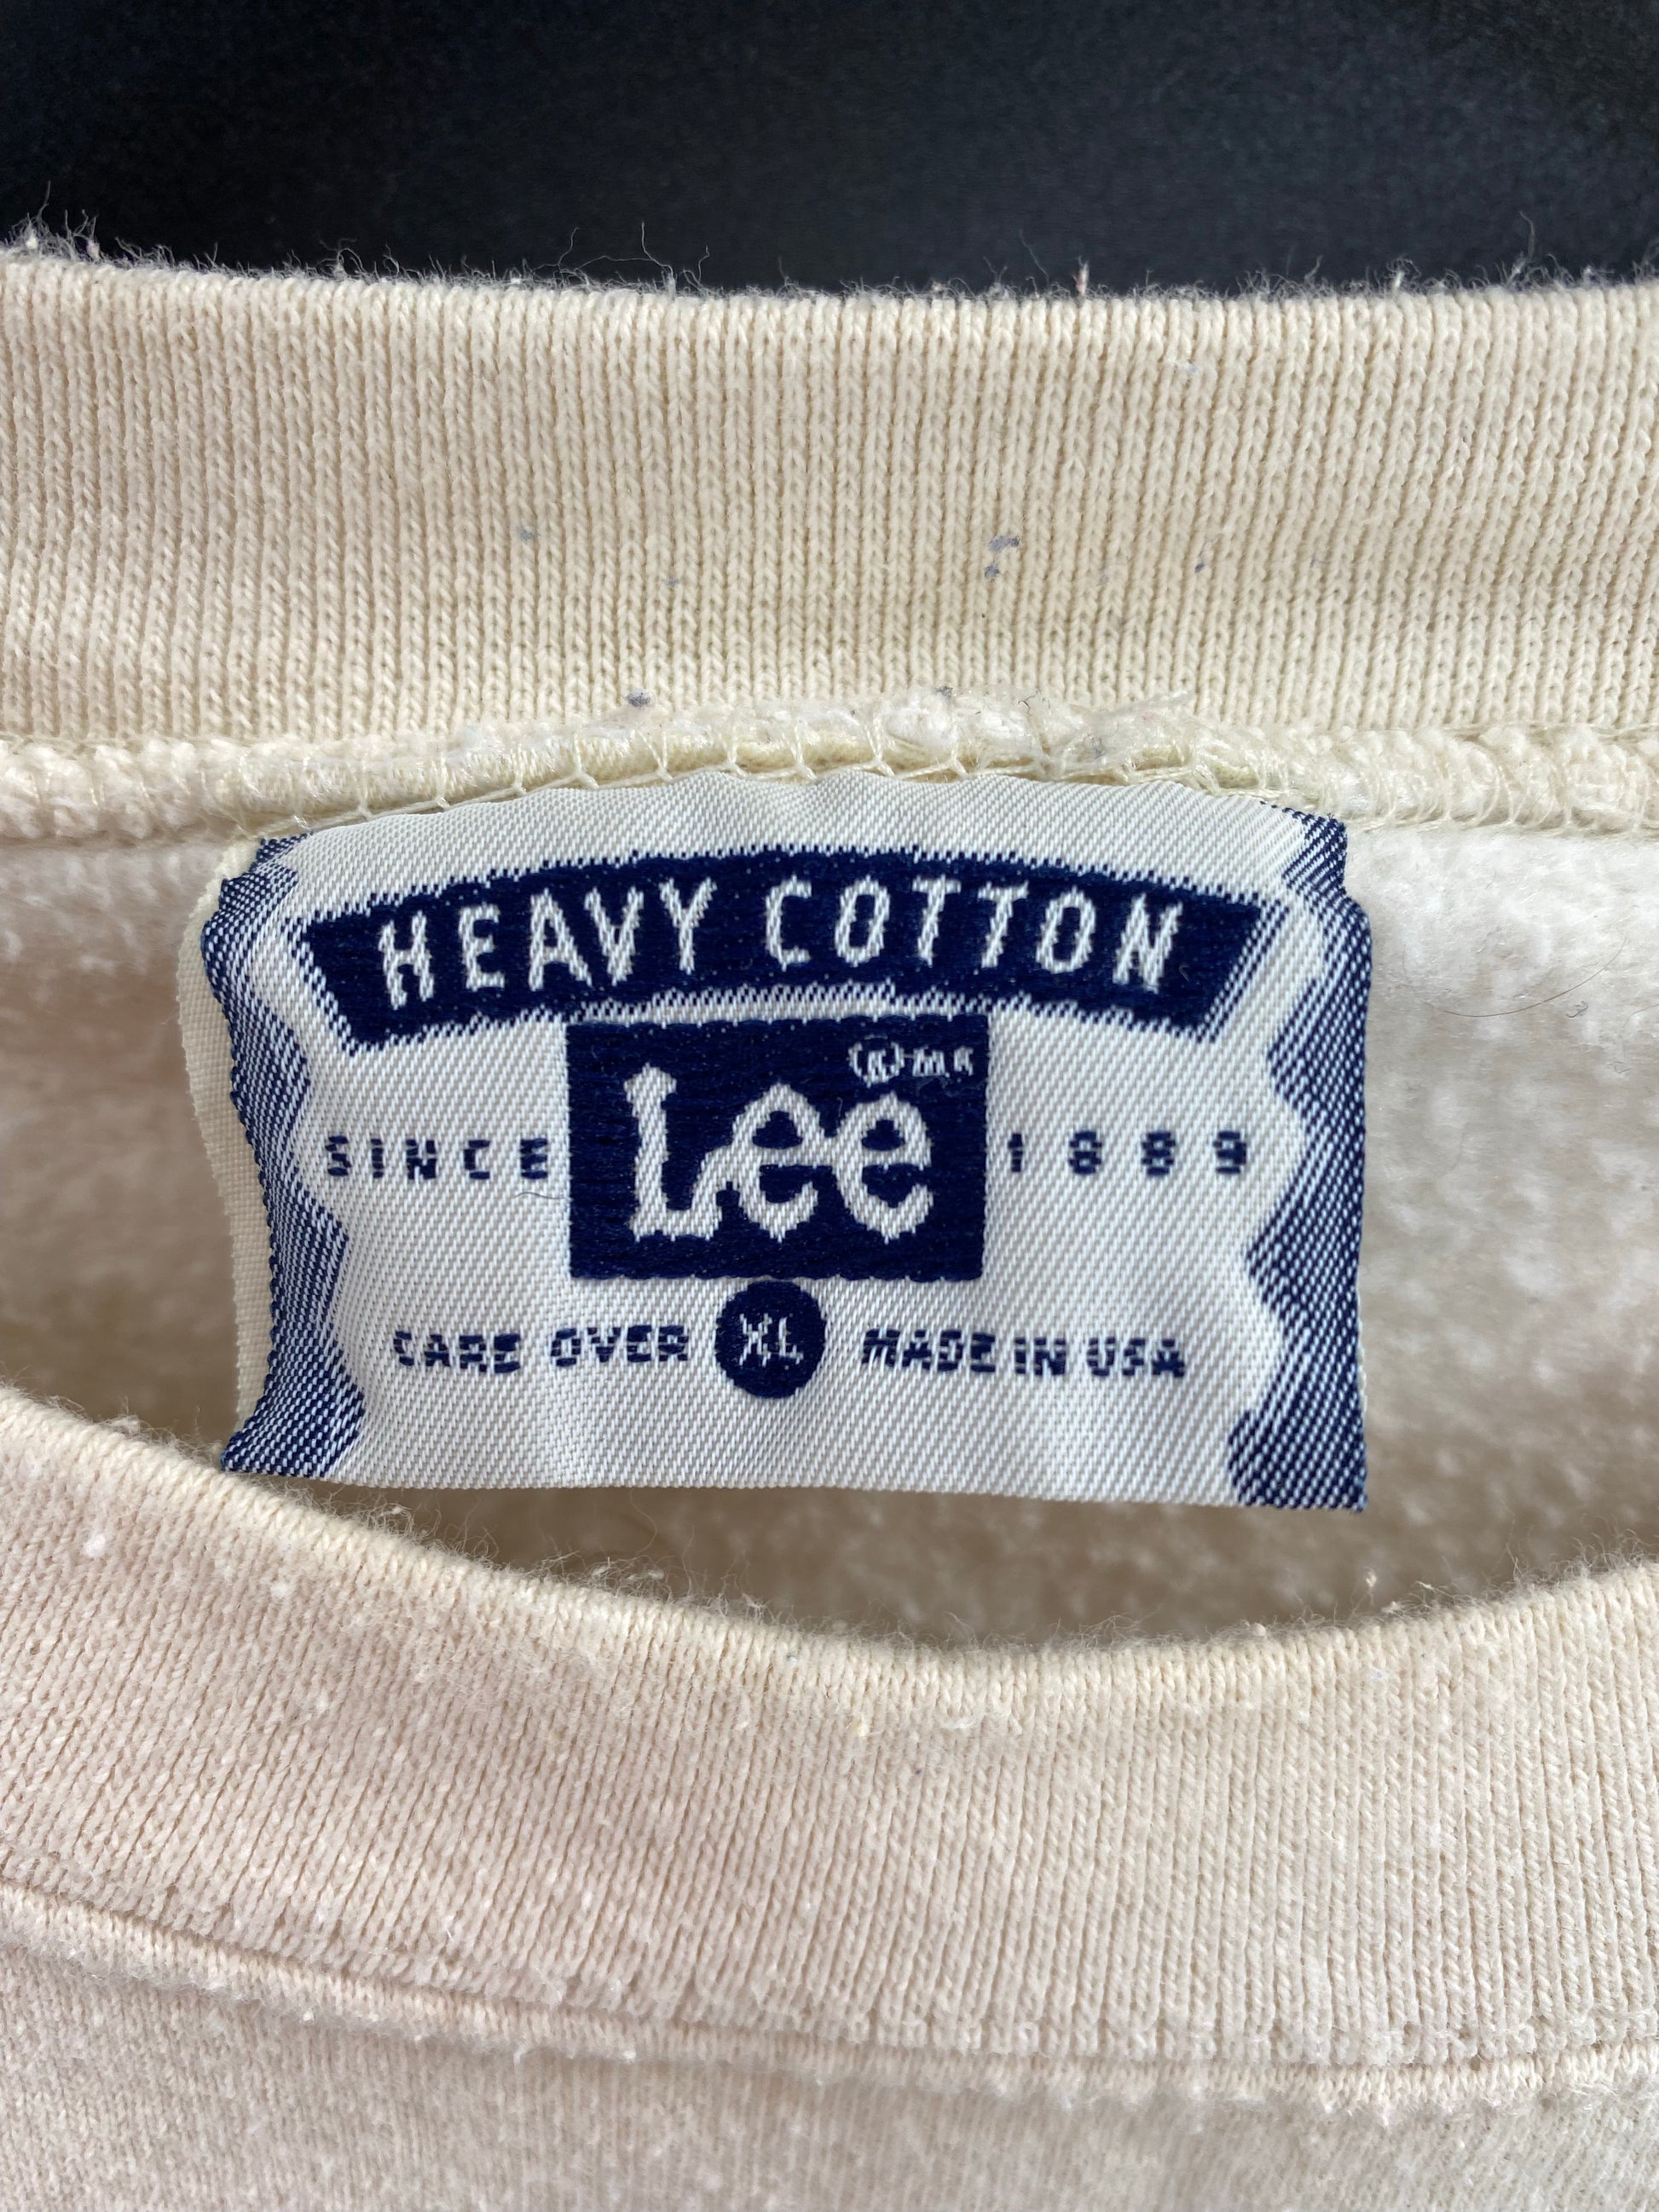 HEAVY COTTON
Lee
SINCE 1889
XL
CARE OVER MADE IN USA